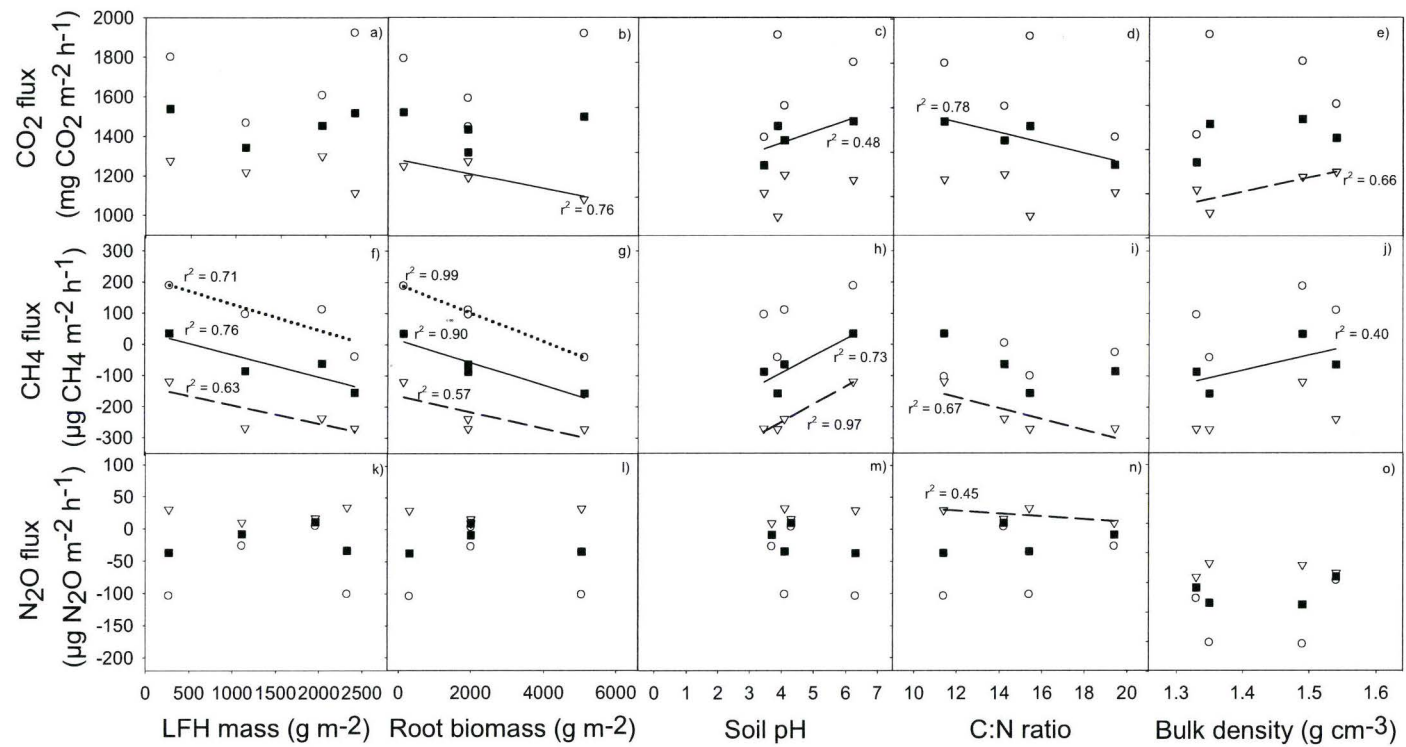 CO2 flux
(mg CO2 m-2 h-1)
2000
1800
1600
1400
1200
1000
a)
b)
r2 = 0.76
c)
r2 = 0.48
d)
r2 = 0.78
e)
r2 = 0.66
CH4 flux
(µg CH4 m-2 h-1)
300
200
100
0
-100
-200
-300
f)
r2 = 0.71
r2 = 0.76
r2 = 0.63
g)
r2 = 0.99
r2 = 0.90
r2 = 0.57
h)
r2 = 0.73
r2 = 0.97
i)
r2 = 0.67
j)
r2 = 0.40
N2O flux
(µg N2O m-2 h-1)
100
50
0
-50
-100
-150
-200
k)
l)
m)
n)
r2 = 0.45
o)
0 500 1000 1500 2000 2500
0 2000 4000 6000
0 1 2 3 4 5 6 7
10 12 14 16 18 20
1.3 1.4 1.5 1.6
LFH mass (g m-2)
Root biomass (g m-2)
Soil pH
C:N ratio
Bulk density (g cm-3)